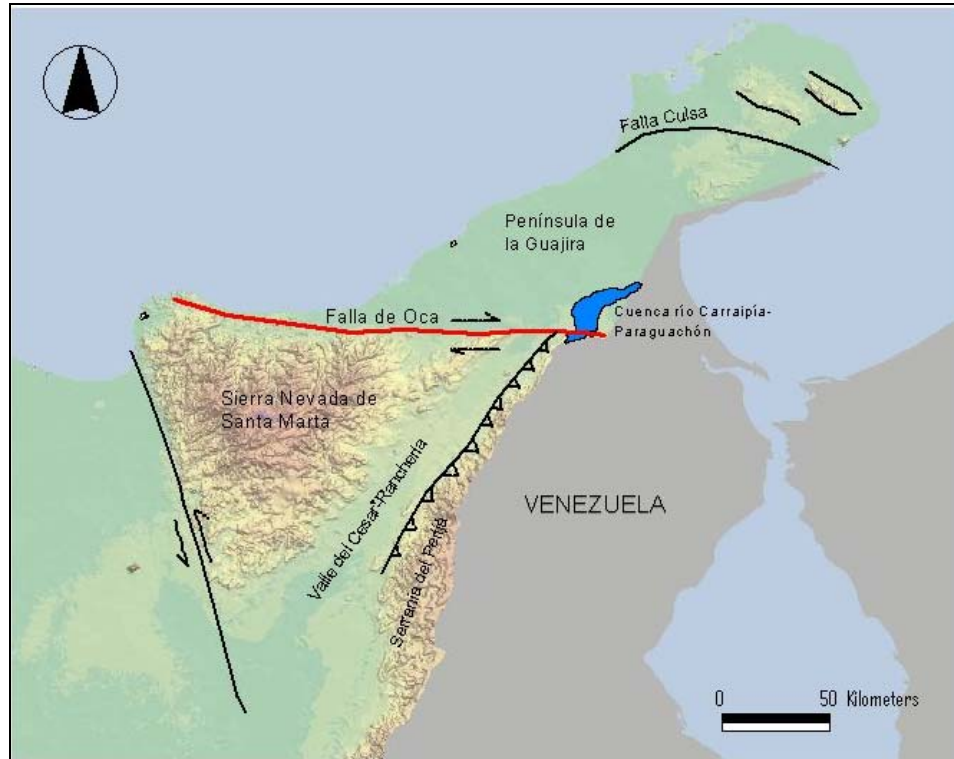 Falla Cuisa
Península de
la Guajira
Falla de Oca
Cuenca río Carraipía-
Paraguachón
Sierra Nevada de
Santa Marta
Valle del Cesar-Ranchería
Serranía del Perijá
VENEZUELA
0 50 Kilometers